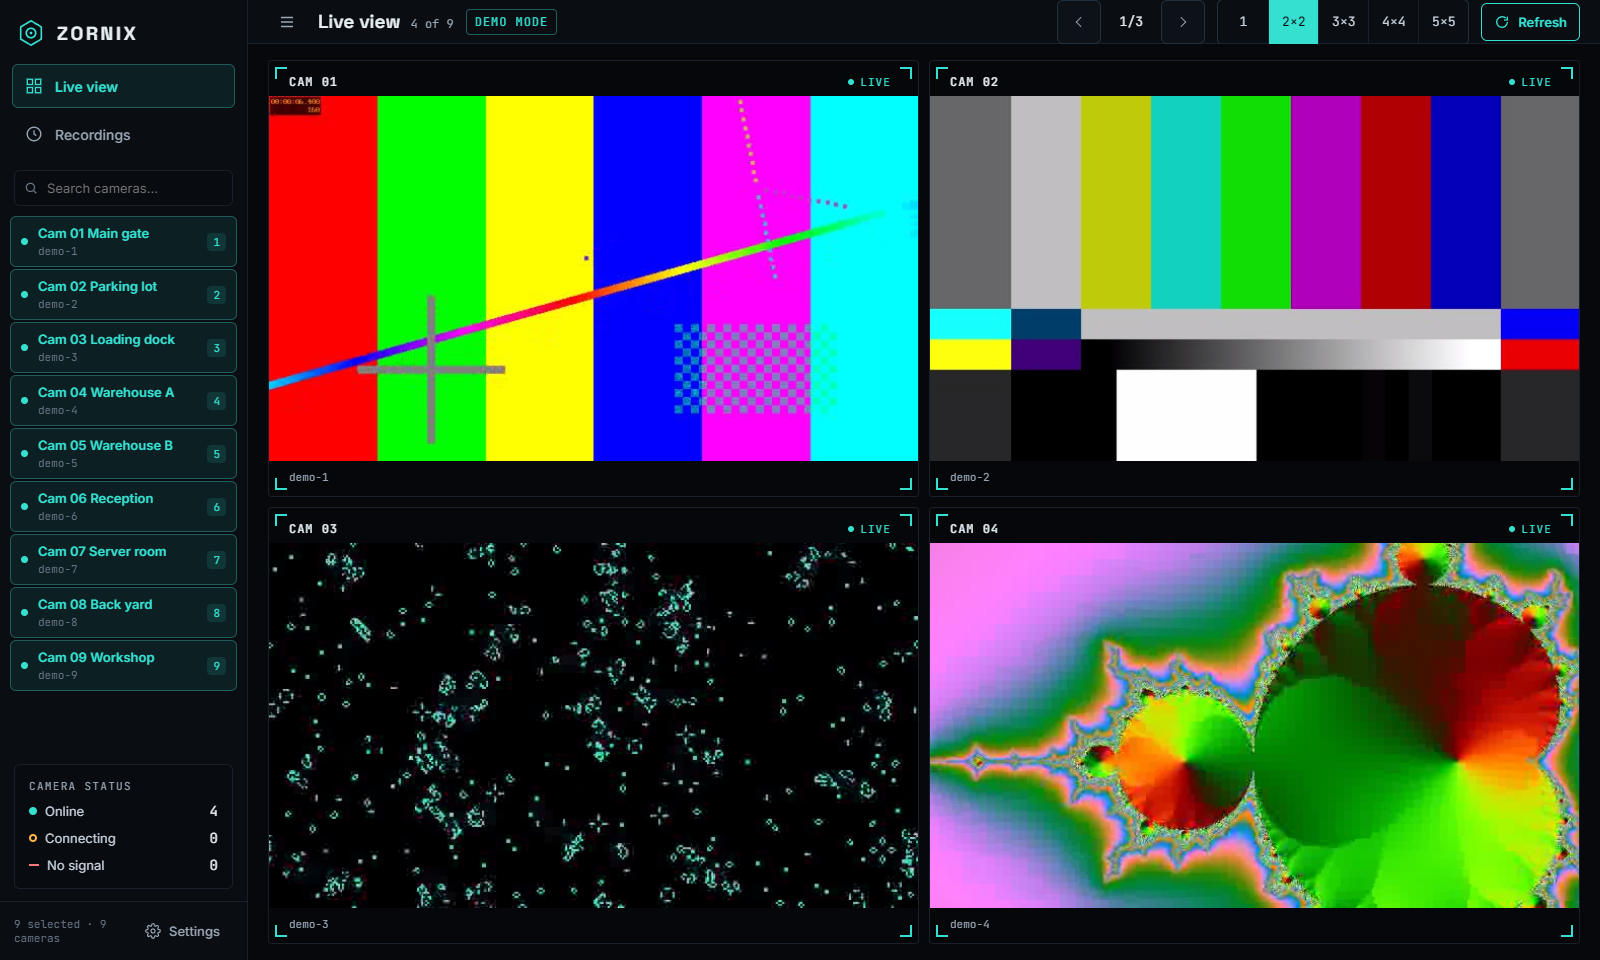 ZORNIX
Live view
Recordings
Search cameras...
Cam 01 Main gate
demo-1
1
Cam 02 Parking lot
demo-2
2
Cam 03 Loading dock
demo-3
3
Cam 04 Warehouse A
demo-4
4
Cam 05 Warehouse B
demo-5
5
Cam 06 Reception
demo-6
6
Cam 07 Server room
demo-7
7
Cam 08 Back yard
demo-8
8
Cam 09 Workshop
demo-9
9
CAMERA STATUS
Online 4
Connecting 0
No signal 0
9 selected · 9
cameras
Settings
Live view 4 of 9 DEMO MODE
1/3
1 2×2 3×3 4×4 5×5
Refresh
CAM 01 LIVE
00:00:06.400
160
demo-1
CAM 02 LIVE
demo-2
CAM 03 LIVE
demo-3
CAM 04 LIVE
demo-4